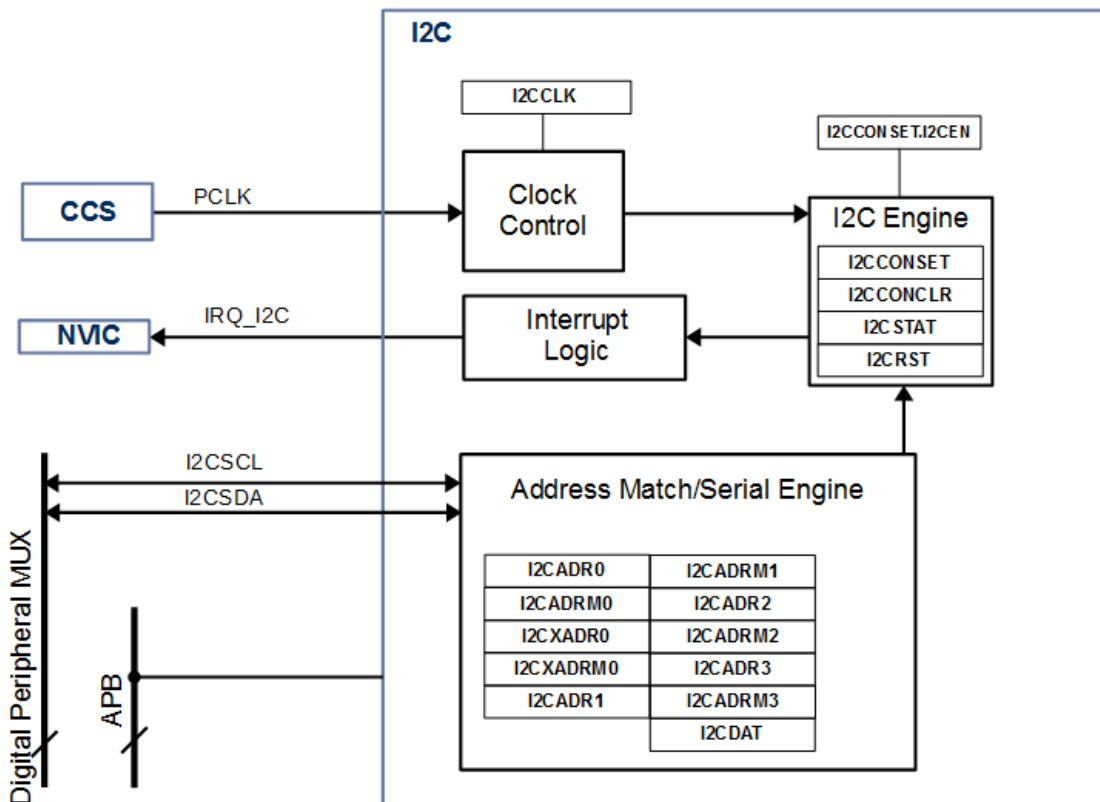 I2C
I2CCLK
I2CCONSET.I2CEN
CCS
PCLK
Clock
Control
I2C Engine
I2CCONSET
I2CCONCLR
I2CSTAT
I2CRST
NVIC
IRQ_I2C
Interrupt
Logic
I2CSCL
I2CSDA
Address Match/Serial Engine
I2CADR0
I2CADRM1
I2CADRM0
I2CADR2
I2CXADR0
I2CADRM2
I2CXADRM0
I2CADR3
I2CADR1
I2CADRM3
I2CDAT
Digital Peripheral MUX
APB